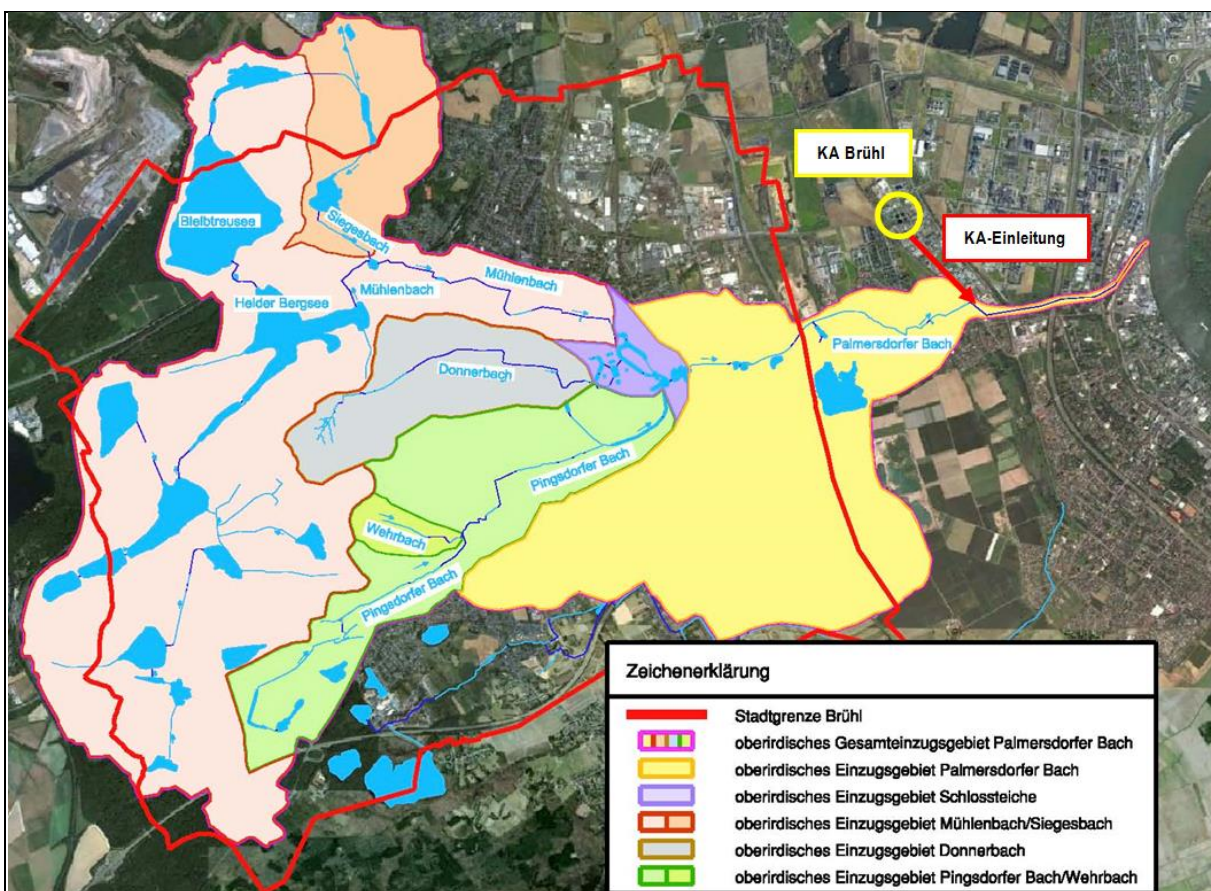 KA Brühl
KA-Einleitung
Bleibtreusee
Siegesbach
Mühlenbach
Heider Bergsee
Mühlenbach
Donnerbach
Palmersdorfer Bach
Pingsdorfer Bach
Wehrbach
Pingsdorfer Bach
Zeichenerklärung
Stadtgrenze Brühl
oberirdisches Gesamteinzugsgebiet Palmersdorfer Bach
oberirdisches Einzugsgebiet Palmersdorfer Bach
oberirdisches Einzugsgebiet Schlossteiche
oberirdisches Einzugsgebiet Mühlenbach/Siegesbach
oberirdisches Einzugsgebiet Donnerbach
oberirdisches Einzugsgebiet Pingsdorfer Bach/Wehrbach